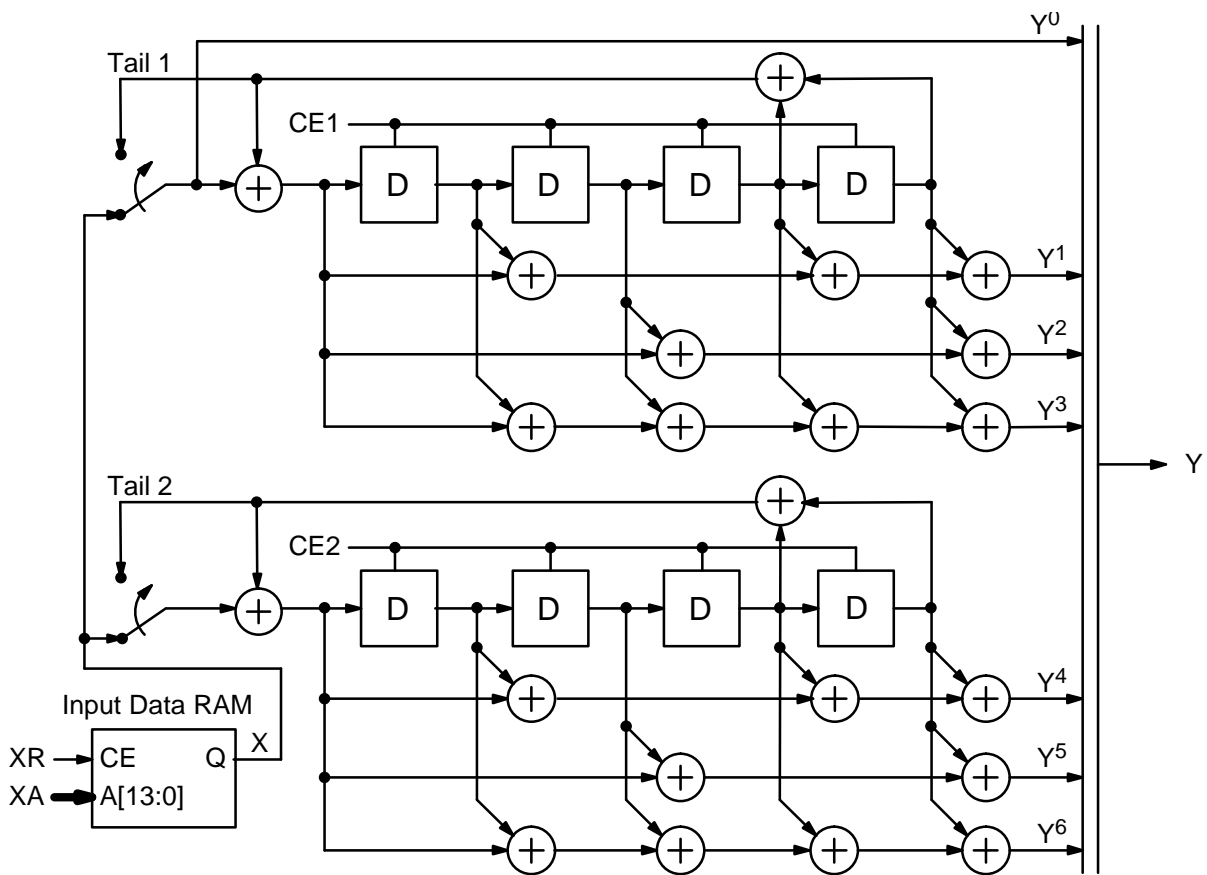 Y0
Tail 1
CE1
D D D D
Y1
Y2
Y3
Y
Tail 2
CE2
D D D D
Y4
Input Data RAM
X
XR CE Q
Y5
XA A[13:0]
Y6